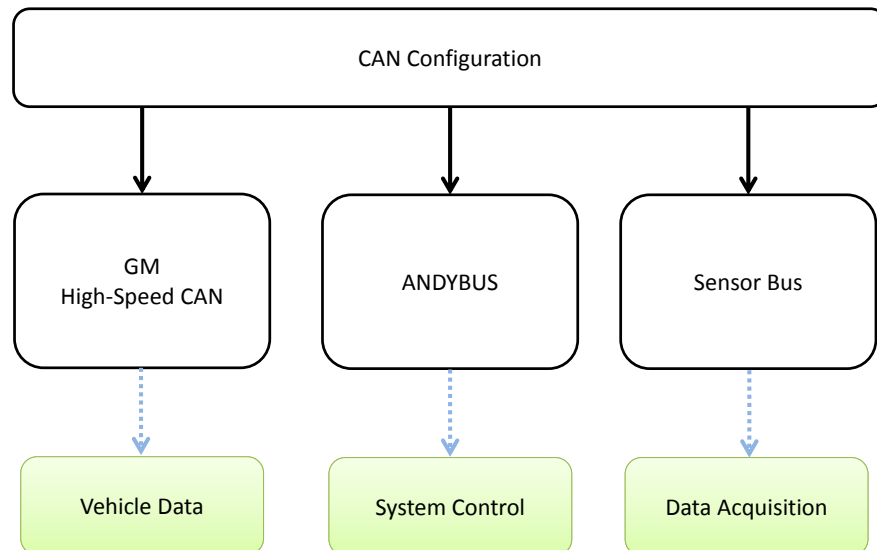 CAN Configuration
GM
High-Speed CAN
ANDYBUS
Sensor Bus
Vehicle Data
System Control
Data Acquisition